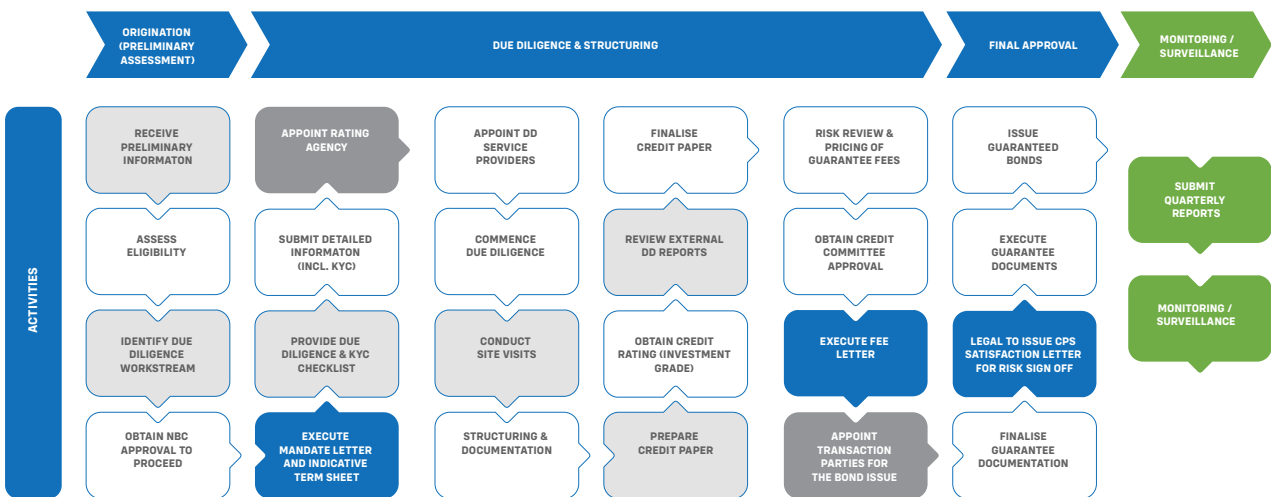 ORIGINATION
(PRELIMINARY
ASSESSMENT)
DUE DILIGENCE & STRUCTURING
FINAL APPROVAL
MONITORING /
SURVEILLANCE
ACTIVITIES
RECEIVE
PRELIMINARY
INFORMATON
ASSESS
ELIGIBILITY
IDENTIFY DUE
DILIGENCE
WORKSTREAM
OBTAIN NBC
APPROVAL TO
PROCEED
EXECUTE
MANDATE LETTER
AND INDICATIVE
TERM SHEET
PROVIDE DUE
DILIGENCE & KYC
CHECKLIST
SUBMIT DETAILED
INFORMATON
(INCL. KYC)
APPOINT RATING
AGENCY
APPOINT DD
SERVICE
PROVIDERS
COMMENCE
DUE DILIGENCE
CONDUCT
SITE VISITS
STRUCTURING &
DOCUMENTATION
PREPARE
CREDIT PAPER
OBTAIN CREDIT
RATING (INVESTMENT
GRADE)
REVIEW EXTERNAL
DD REPORTS
FINALISE
CREDIT PAPER
RISK REVIEW &
PRICING OF
GUARANTEE FEES
OBTAIN CREDIT
COMMITTEE
APPROVAL
EXECUTE FEE
LETTER
APPOINT
TRANSACTION
PARTIES FOR
THE BOND ISSUE
FINALISE
GUARANTEE
DOCUMENTATION
LEGAL TO ISSUE CPS
SATISFACTION LETTER
FOR RISK SIGN OFF
EXECUTE
GUARANTEE
DOCUMENTS
ISSUE
GUARANTEED
BONDS
SUBMIT
QUARTERLY
REPORTS
MONITORING /
SURVEILLANCE